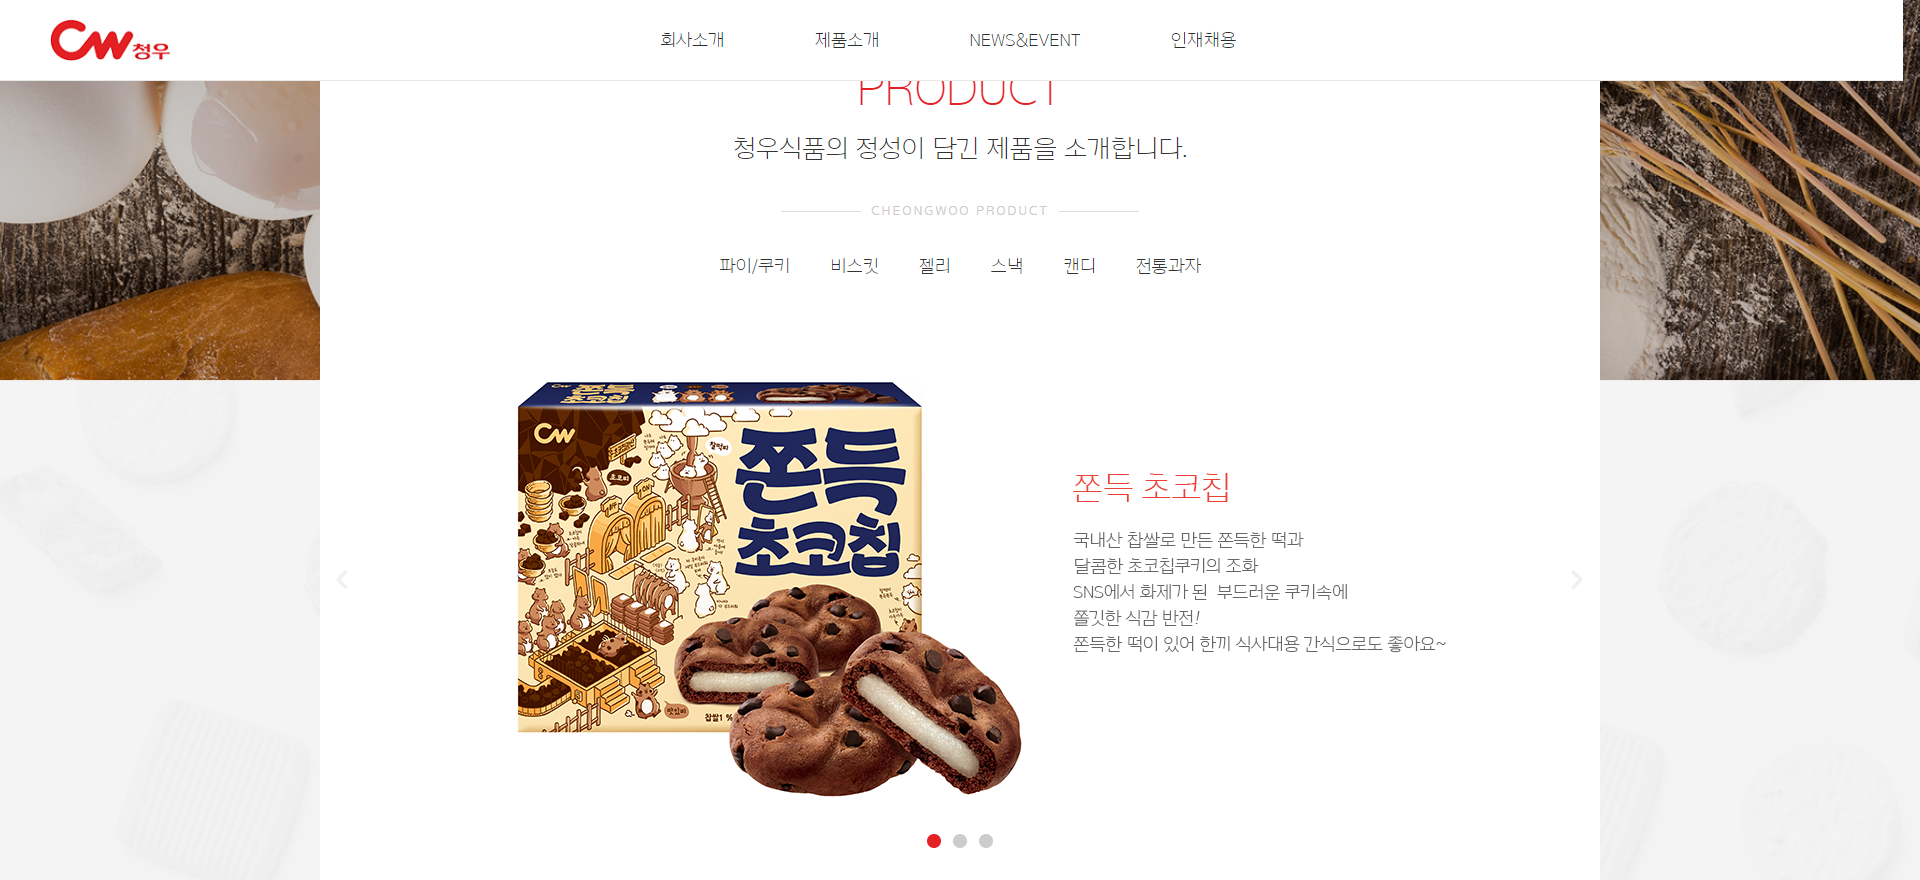 CW청우
회사소개
제품소개
NEWS&EVENT
인재채용
PRODUCT
청우식품의 정성이 담긴 제품을 소개합니다.
CHEONGWOO PRODUCT
파이/쿠키
비스킷
젤리
스낵
캔디
전통과자
CW
쫀득
초코칩
쫀득 초코칩
국내산 찹쌀로 만든 쫀득한 떡과
달콤한 초코칩쿠키의 조화
SNS에서 화제가 된 부드러운 쿠키속에
쫄깃한 식감 반전!
쫀득한 떡이 있어 한끼 식사대용 간식으로도 좋아요~